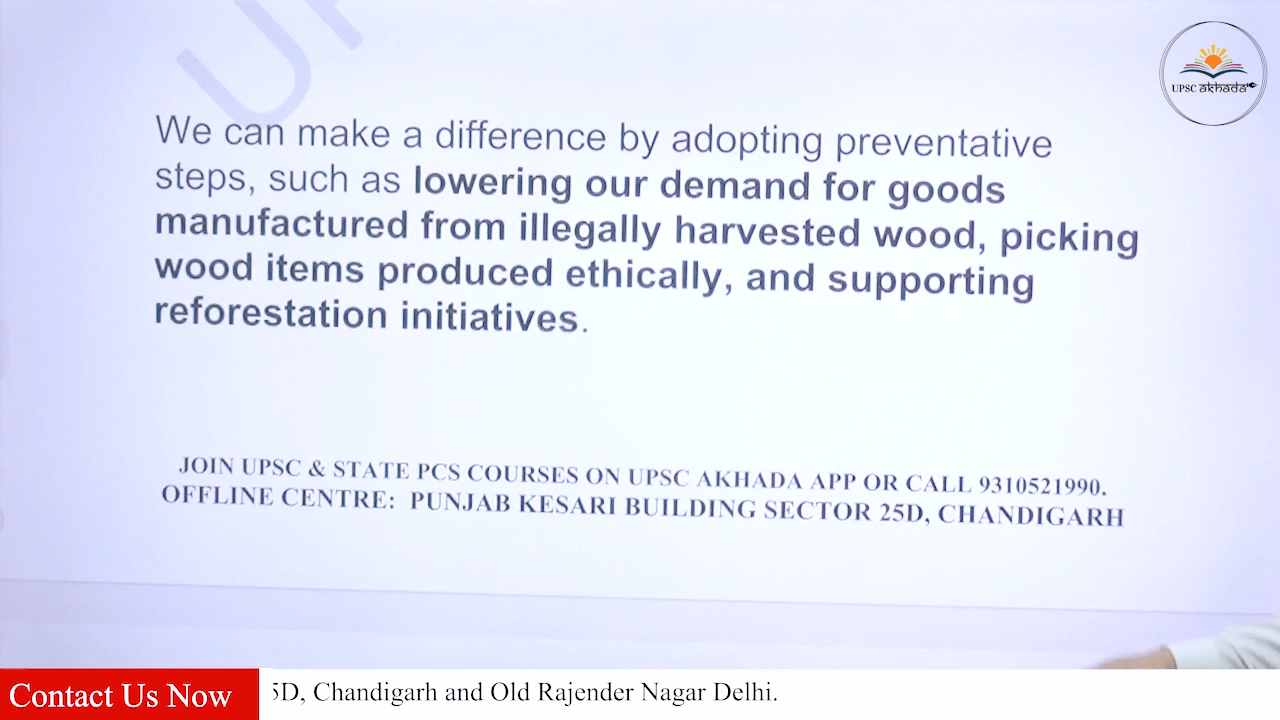 UPSC akhada
We can make a difference by adopting preventative
steps, such as lowering our demand for goods
manufactured from illegally harvested wood, picking
wood items produced ethically, and supporting
reforestation initiatives.
JOIN UPSC & STATE PCS COURSES ON UPSC AKHADA APP OR CALL 9310521990.
OFFLINE CENTRE: PUNJAB KESARI BUILDING SECTOR 25D, CHANDIGARH
Contact Us Now
5D, Chandigarh and Old Rajender Nagar Delhi.